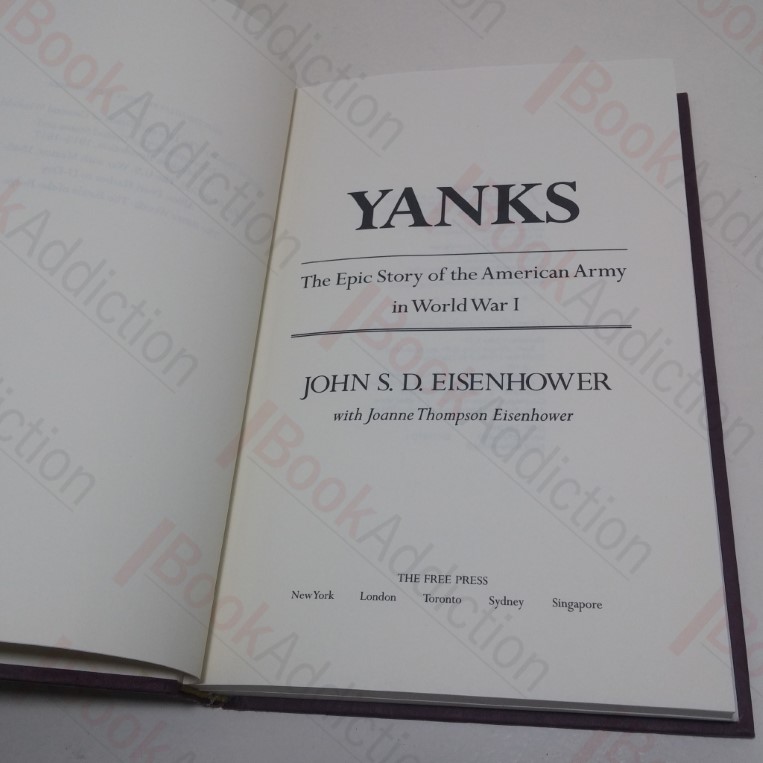 YANKS
The Epic Story of the American Army
in World War I
JOHN S. D. EISENHOWER
with Joanne Thompson Eisenhower
THE FREE PRESS
New York London Toronto Sydney Singapore
BookAddiction